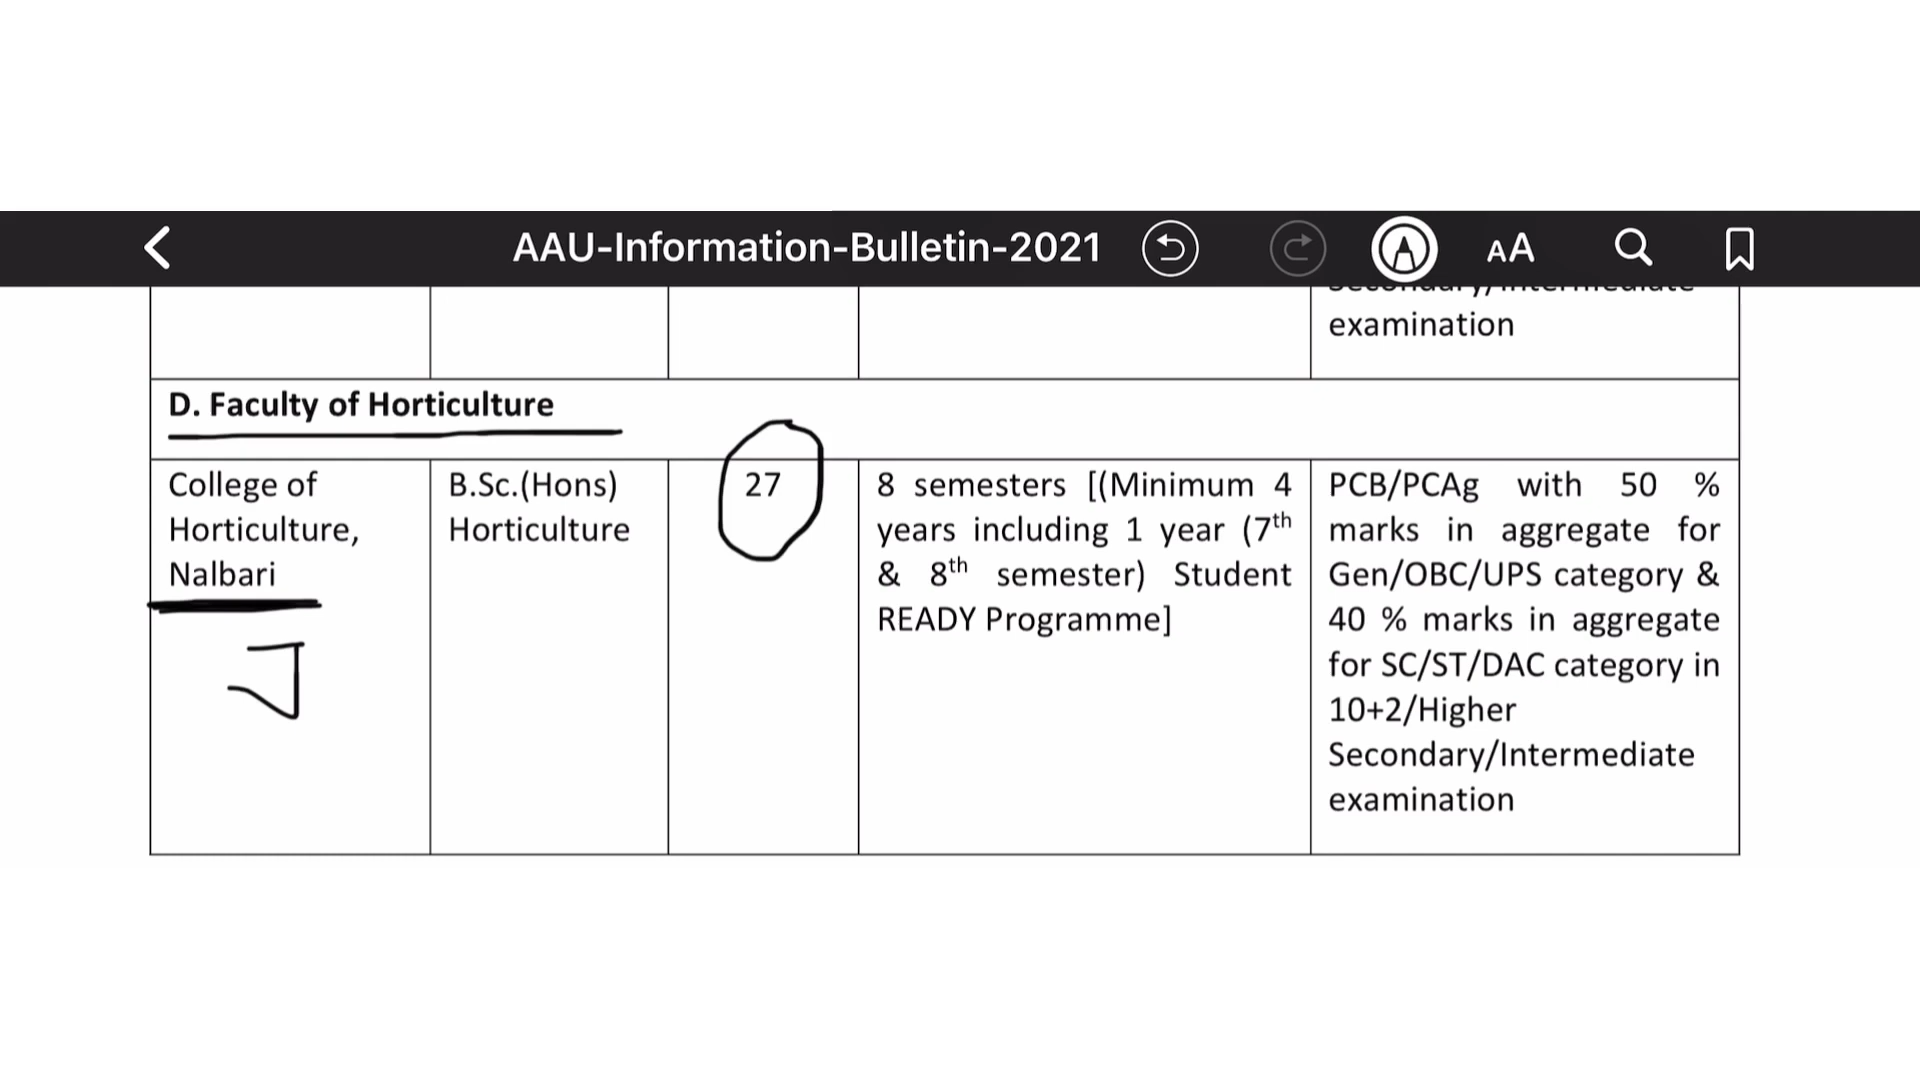 AAU-Information-Bulletin-2021
AA
Secondary/Intermediate
examination
D. Faculty of Horticulture
College of
Horticulture,
Nalbari
B.Sc.(Hons)
Horticulture
27
8 semesters [(Minimum 4
years including 1 year (7th
& 8th semester) Student
READY Programme]
PCB/PCAg with 50 %
marks in aggregate for
Gen/OBC/UPS category &
40 % marks in aggregate
for SC/ST/DAC category in
10+2/Higher
Secondary/Intermediate
examination